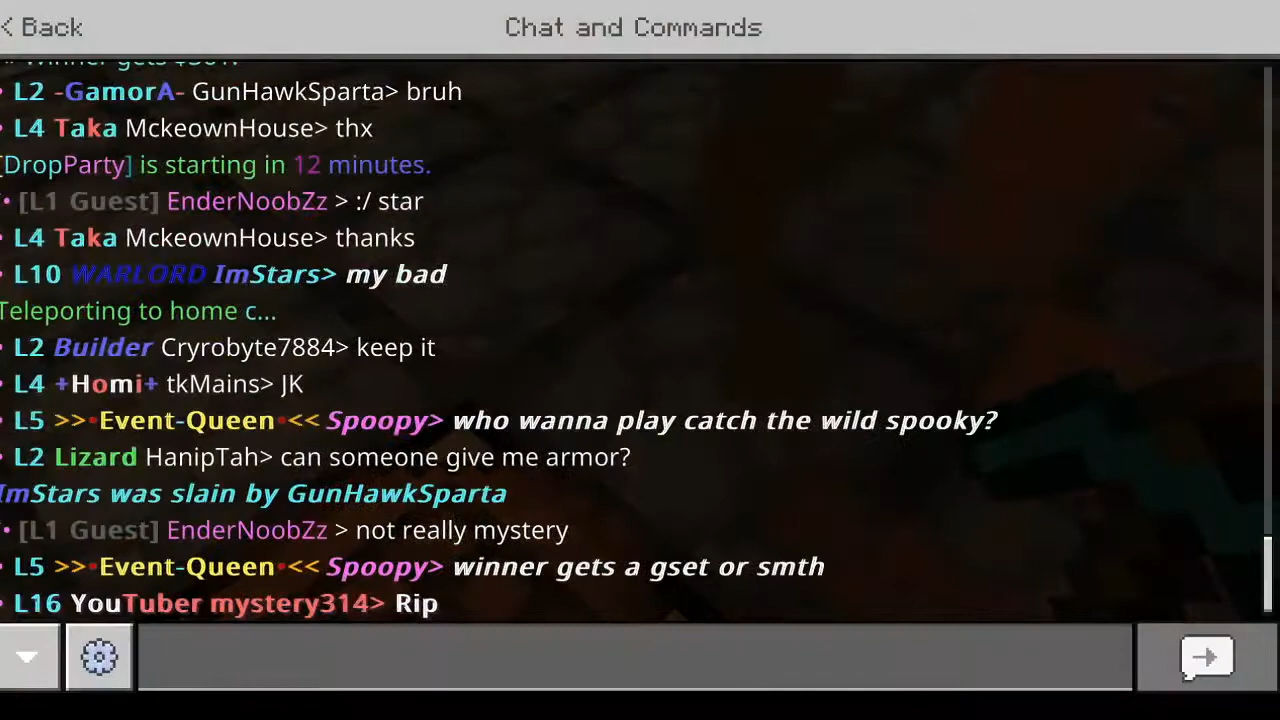 < Back
Chat and Commands
• L2 -GamorA- GunHawkSparta> bruh
• L4 Taka MckeownHouse> thx
[DropParty] is starting in 12 minutes.
• [L1 Guest] EnderNoobZz > :/ star
• L4 Taka MckeownHouse> thanks
• L10 WARLORD ImStars> my bad
Teleporting to home c...
• L2 Builder Cryrobyte7884> keep it
• L4 +Homi+ tkMains> JK
• L5 >>•Event-Queen•<< Spoopy> who wanna play catch the wild spooky?
• L2 Lizard HanipTah> can someone give me armor?
ImStars was slain by GunHawkSparta
• [L1 Guest] EnderNoobZz > not really mystery
• L5 >>•Event-Queen•<< Spoopy> winner gets a gset or smth
• L16 YouTuber mystery314> Rip